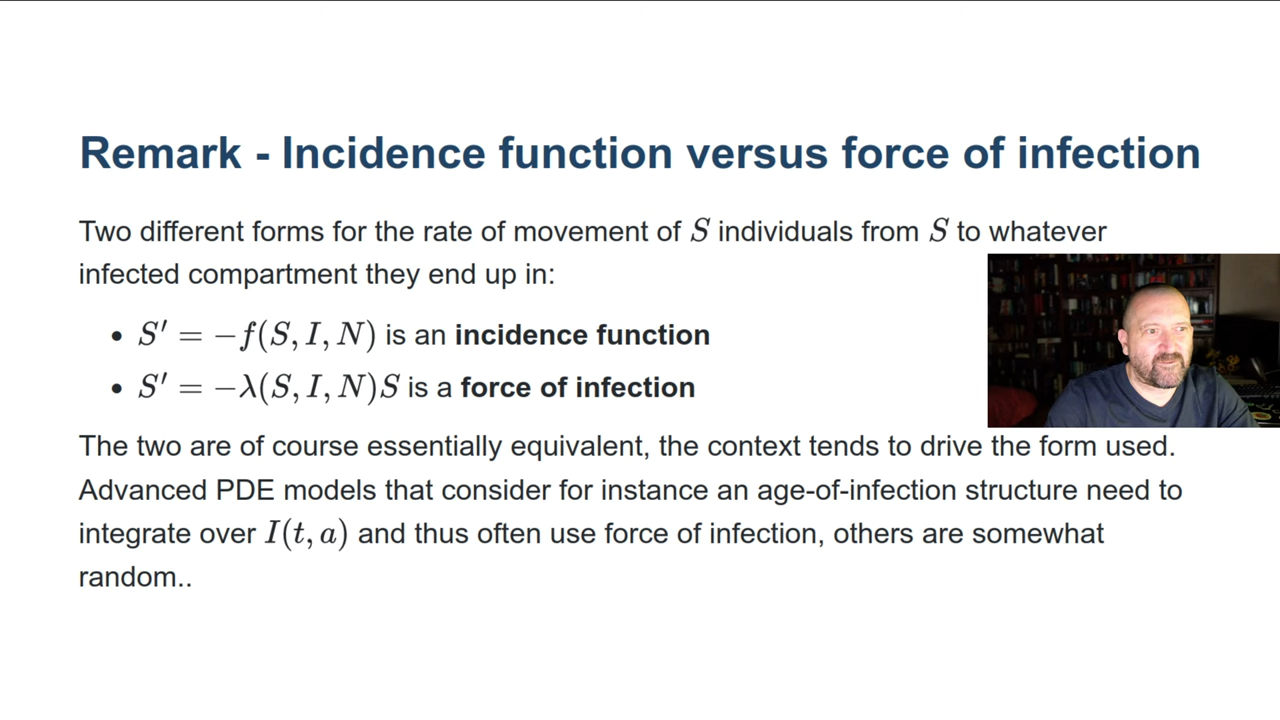 Remark - Incidence function versus force of infection
Two different forms for the rate of movement of S individuals from S to whatever
infected compartment they end up in:
• S′ = −f(S, I, N) is an incidence function
• S′ = −λ(S, I, N)S is a force of infection
The two are of course essentially equivalent, the context tends to drive the form used.
Advanced PDE models that consider for instance an age-of-infection structure need to
integrate over I(t, a) and thus often use force of infection, others are somewhat
random..